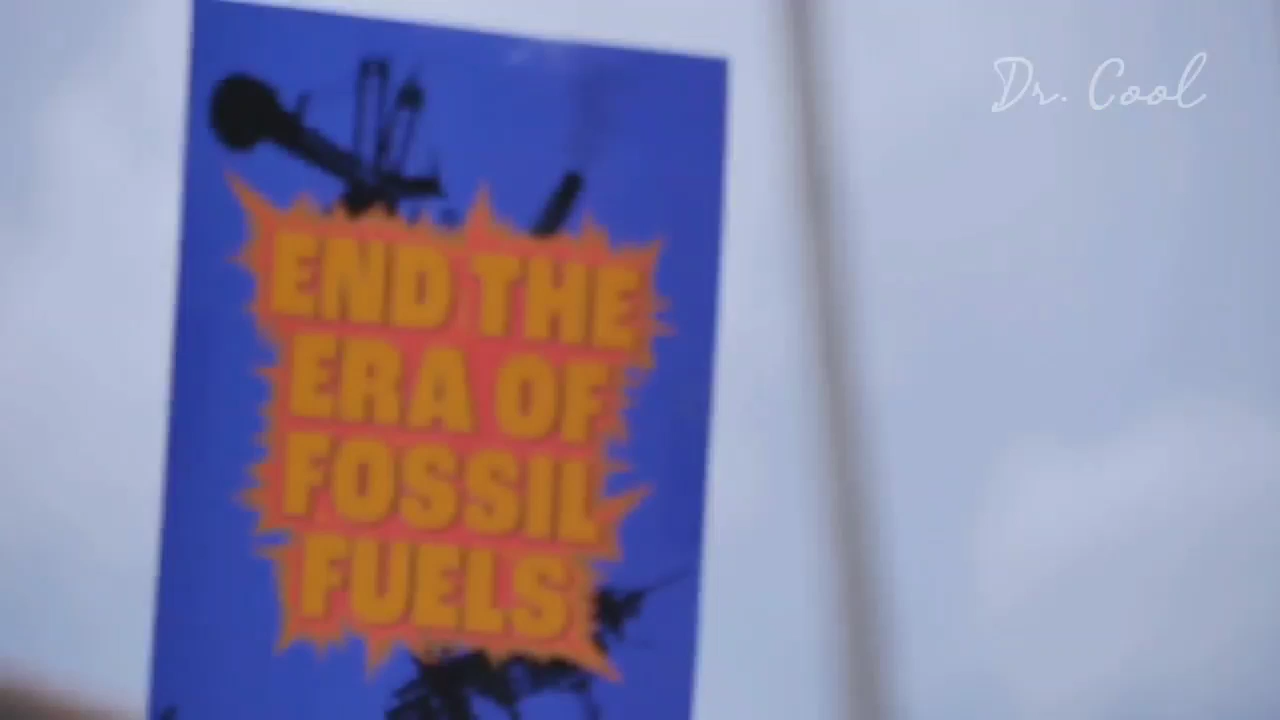 Dr. Cool
END THE
ERA OF
FOSSIL
FUELS